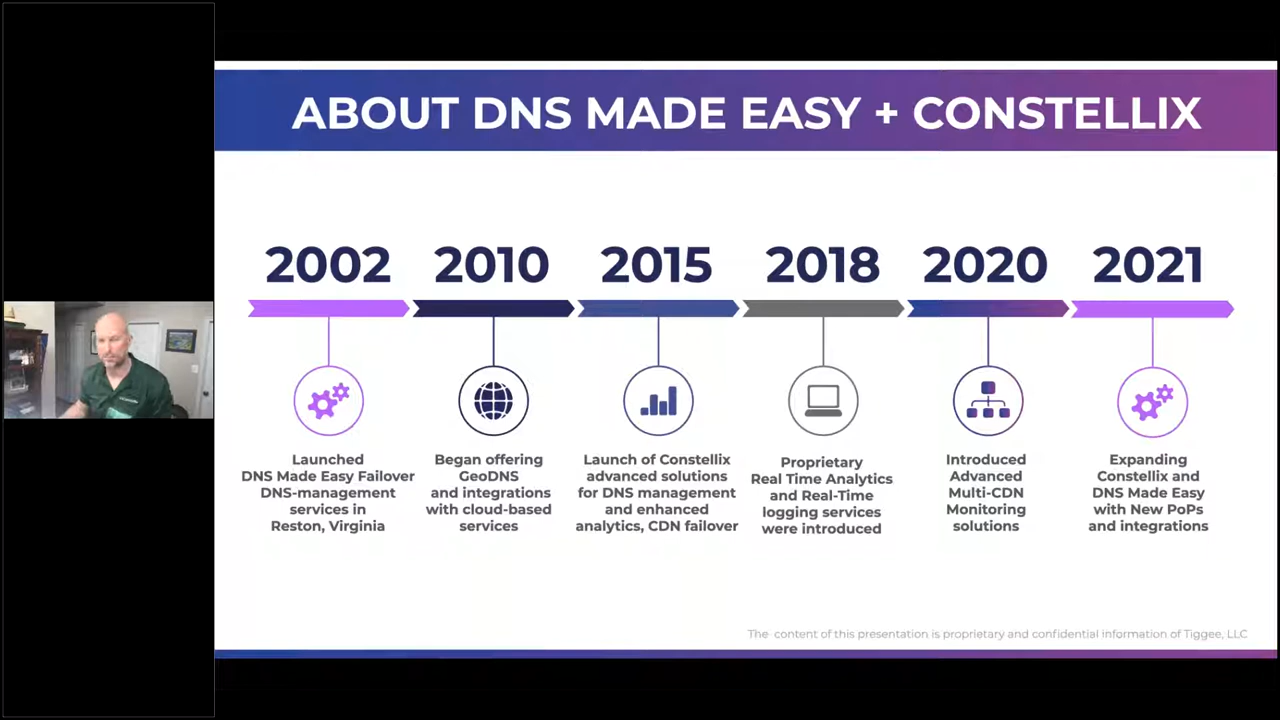 ABOUT DNS MADE EASY + CONSTELLIX
2002
2010
2015
2018
2020
2021
Launched
DNS Made Easy Failover
DNS-management
services in
Reston, Virginia
Began offering
GeoDNS
and integrations
with cloud-based
services
Launch of Constellix
advanced solutions
for DNS management
and enhanced
analytics, CDN failover
Proprietary
Real Time Analytics
and Real-Time
logging services
were introduced
Introduced
Advanced
Multi-CDN
Monitoring
solutions
Expanding
Constellix and
DNS Made Easy
with New PoPs
and integrations
The content of this presentation is proprietary and confidential information of Tiggee, LLC